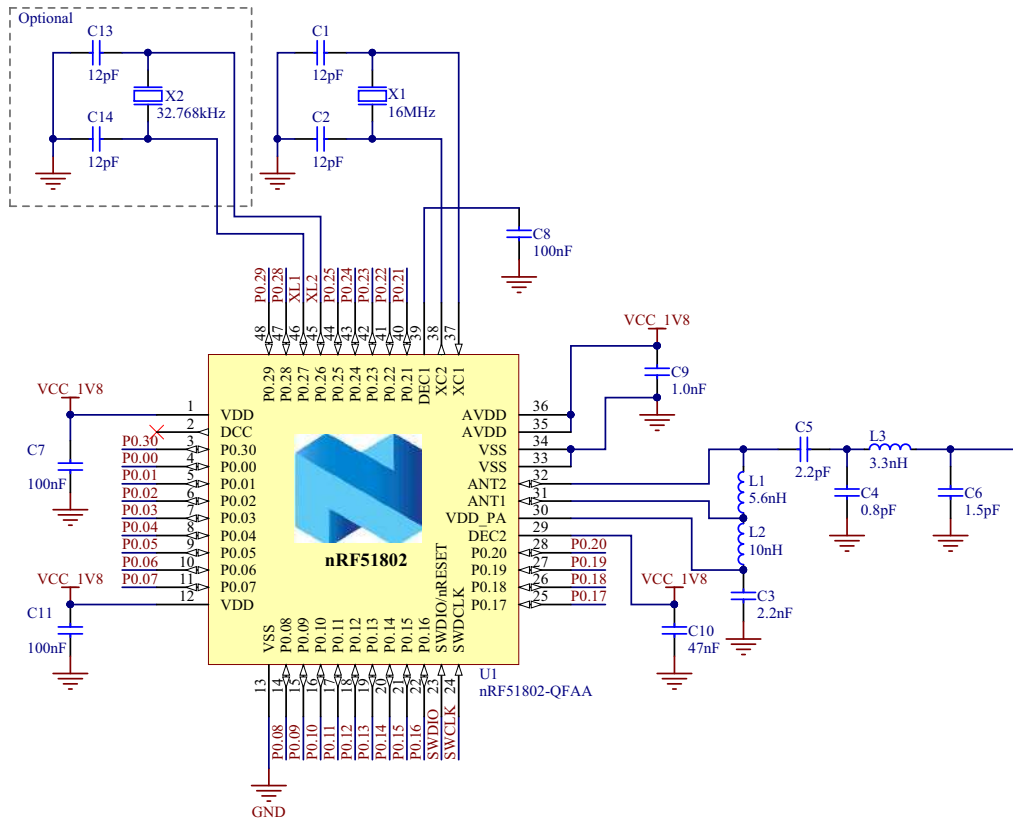 Optional
C13
12pF
X2
32.768kHz
C14
12pF
C1
12pF
X1
16MHz
C2
12pF
C8
100nF
P0.29
P0.28
XL1
XL2
P0.25
P0.24
P0.23
P0.22
P0.21
48
47
46
45
44
43
42
41
40
39
38
37
P0.29
P0.28
P0.27
P0.26
P0.25
P0.24
P0.23
P0.22
P0.21
DEC1
XC2
XC1
VCC_1V8
C7
100nF
1 VDD
2 DCC
P0.30 3 P0.30
P0.00 4 P0.00
P0.01 5 P0.01
P0.02 6 P0.02
P0.03 7 P0.03
P0.04 8 P0.04
P0.05 9 P0.05
P0.06 10 P0.06
P0.07 11 P0.07
12 VDD
VCC_1V8
C11
100nF
nRF51802
AVDD 36
AVDD 35
VSS 34
VSS 33
ANT2 32
ANT1 31
VDD_PA 30
DEC2 29
P0.20 28 P0.20
P0.19 27 P0.19
P0.18 26 P0.18
P0.17 25 P0.17
VCC_1V8
C9
1.0nF
C5
2.2pF
L3
3.3nH
L1
5.6nH
C4
0.8pF
C6
1.5pF
L2
10nH
C3
2.2nF
VCC_1V8
C10
47nF
VSS
P0.08
P0.09
P0.10
P0.11
P0.12
P0.13
P0.14
P0.15
P0.16
SWDIO/nRESET
SWDCLK
U1
nRF51802-QFAA
13
14
15
16
17
18
19
20
21
22
23
24
P0.08
P0.09
P0.10
P0.11
P0.12
P0.13
P0.14
P0.15
P0.16
SWDIO
SWCLK
GND